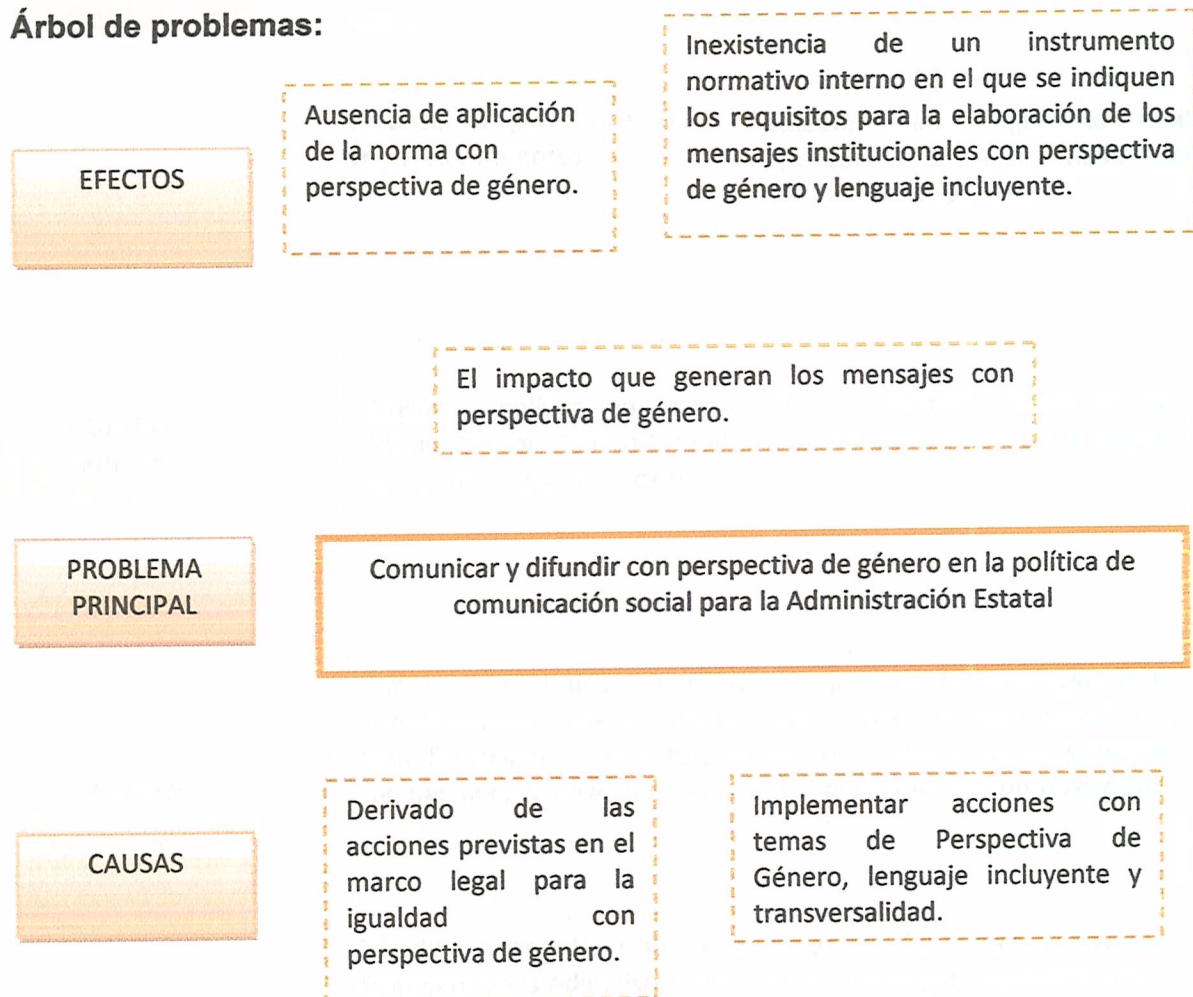 Árbol de problemas:
EFECTOS
Ausencia de aplicación
de la norma con
perspectiva de género.
Inexistencia de un instrumento
normativo interno en el que se indiquen
los requisitos para la elaboración de los
mensajes institucionales con perspectiva
de género y lenguaje incluyente.
El impacto que generan los mensajes con
perspectiva de género.
PROBLEMA
PRINCIPAL
Comunicar y difundir con perspectiva de género en la política de
comunicación social para la Administración Estatal
CAUSAS
Derivado de las
acciones previstas en el
marco legal para la
igualdad con
perspectiva de género.
Implementar acciones con
temas de Perspectiva de
Género, lenguaje incluyente y
transversalidad.